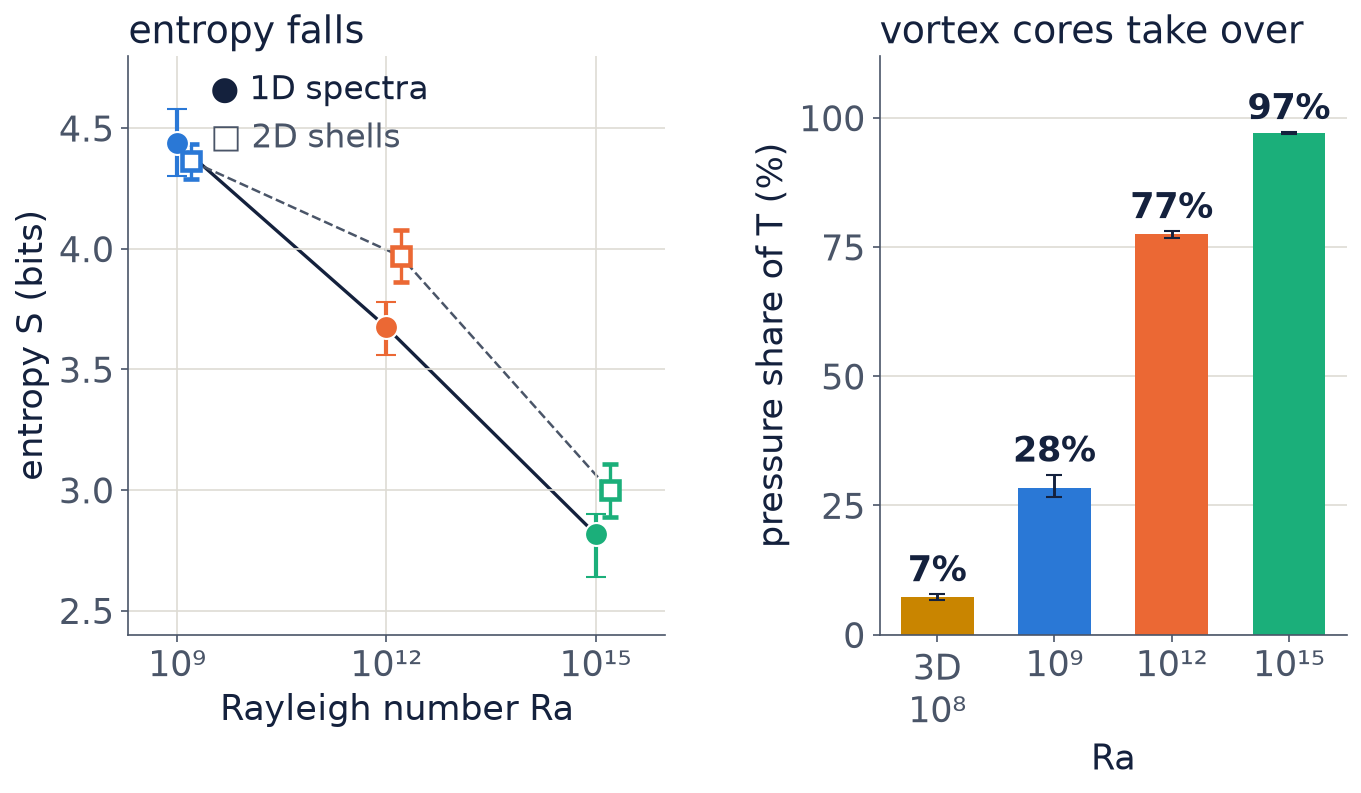 entropy falls
1D spectra
2D shells
entropy S (bits)
4.5
4.0
3.5
3.0
2.5
10⁹
10¹²
10¹⁵
Rayleigh number Ra
vortex cores take over
pressure share of T (%)
100
75
50
25
0
7%
28%
77%
97%
3D
10⁸
10⁹
10¹²
10¹⁵
Ra